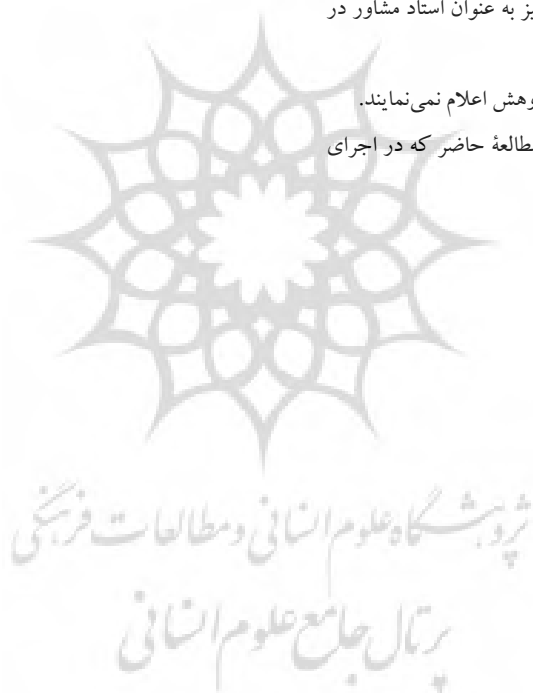 یز به عنوان استاد مشاور در
وهش اعلام نمی‌نمایند.
طالعهٔ حاضر که در اجرای
پژوهشگاه علوم انسانی و مطالعات فرهنگی
پرتال جامع علوم انسانی